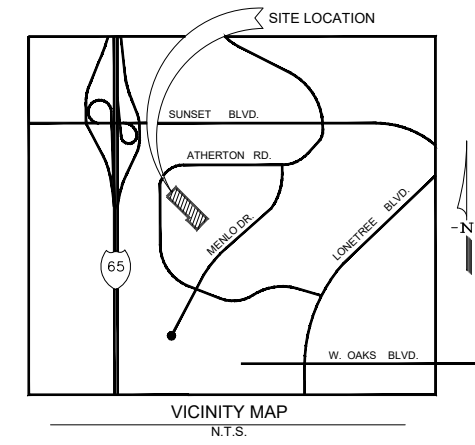 SITE LOCATION
SUNSET BLVD.
ATHERTON RD.
MENLO DR.
LONETREE BLVD.
-N
65
W. OAKS BLVD.
VICINITY MAP
N.T.S.